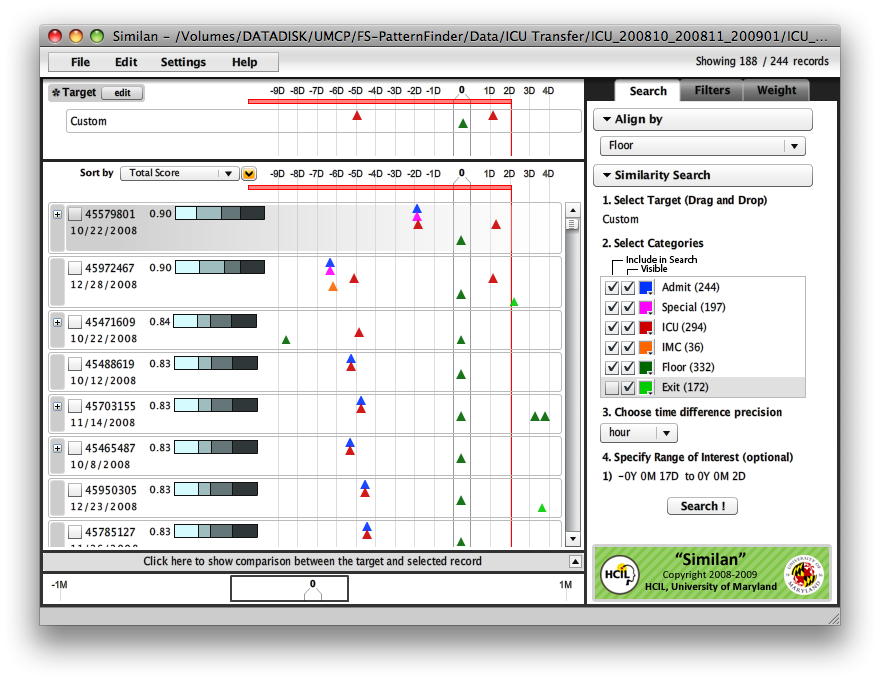 Similan – /Volumes/DATADISK/UMCP/FS-PatternFinder/Data/ICU Transfer/ICU_200810_200811_200901/ICU_...
File Edit Settings Help
Showing 188 / 244 records
Target edit
-9D -8D -7D -6D -5D -4D -3D -2D -1D 0 1D 2D 3D 4D
Custom
Sort by Total Score
-9D -8D -7D -6D -5D -4D -3D -2D -1D 0 1D 2D 3D 4D
45579801 0.90
10/22/2008
45972467 0.90
12/28/2008
45471609 0.84
10/22/2008
45488619 0.83
10/12/2008
45703155 0.83
11/14/2008
45465487 0.83
10/8/2008
45950305 0.83
12/23/2008
45785127 0.83
Click here to show comparison between the target and selected record
-1M 0 1M
Search Filters Weight
Align by
Floor
Similarity Search
1. Select Target (Drag and Drop)
Custom
2. Select Categories
Include in Search
Visible
Admit (244)
Special (197)
ICU (294)
IMC (36)
Floor (332)
Exit (172)
3. Choose time difference precision
hour
4. Specify Range of Interest (optional)
1) -0Y 0M 17D to 0Y 0M 2D
Search !
HCIL
“Similan”
Copyright 2008-2009
HCIL, University of Maryland